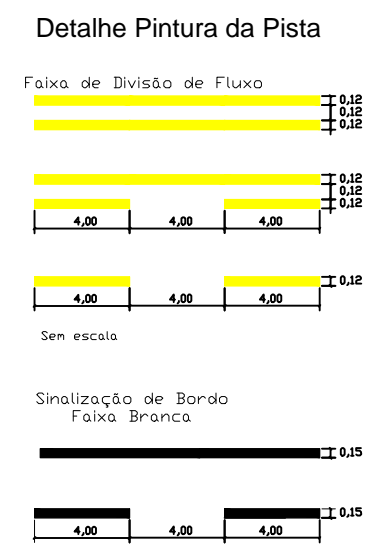 Detalhe Pintura da Pista
Faixa de Divisão de Fluxo
0,12
0,12
0,12
0,12
0,12
0,12
4,00 4,00 4,00
0,12
4,00 4,00 4,00
Sem escala
Sinalização de Bordo
Faixa Branca
0,15
0,15
4,00 4,00 4,00